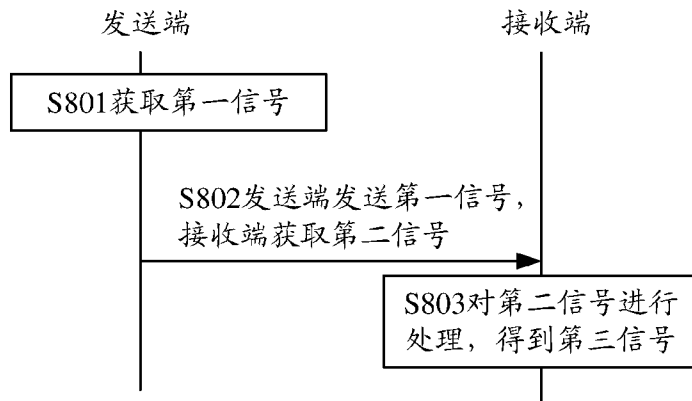 发送端
接收端
S801获取第一信号
S802发送端发送第一信号，
接收端获取第二信号
S803对第二信号进行
处理，得到第三信号